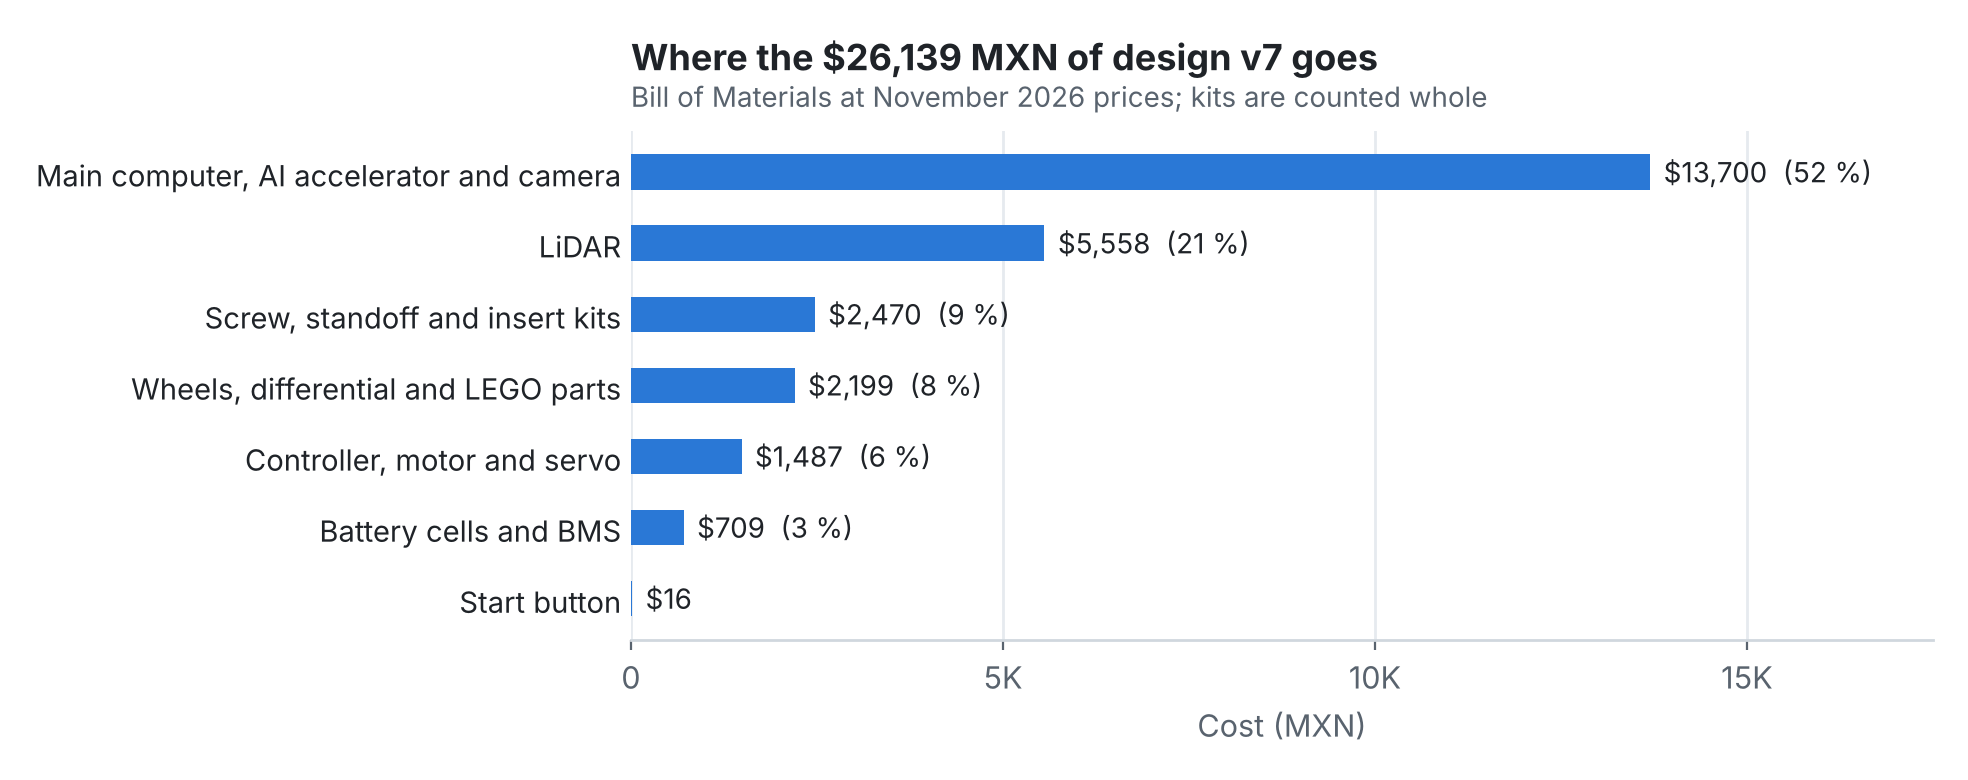 Where the $26,139 MXN of design v7 goes
Bill of Materials at November 2026 prices; kits are counted whole
Main computer, AI accelerator and camera $13,700 (52 %)
LiDAR $5,558 (21 %)
Screw, standoff and insert kits $2,470 (9 %)
Wheels, differential and LEGO parts $2,199 (8 %)
Controller, motor and servo $1,487 (6 %)
Battery cells and BMS $709 (3 %)
Start button $16
0 5K 10K 15K
Cost (MXN)